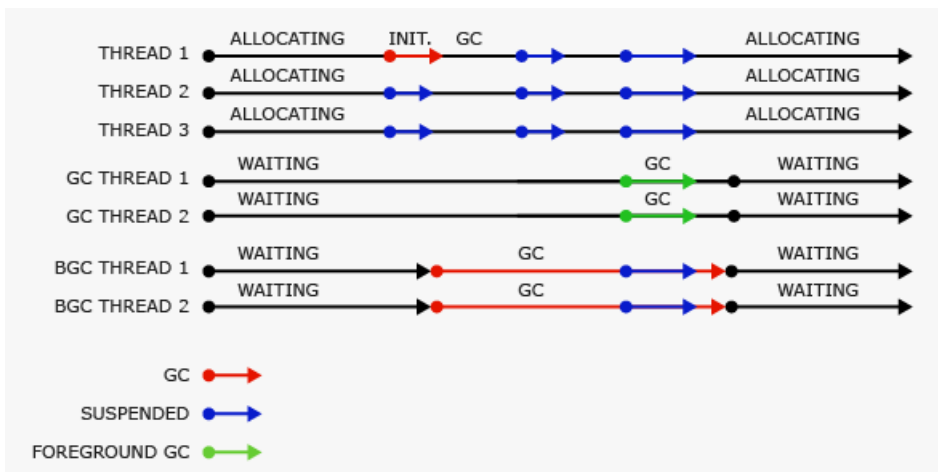 ALLOCATING INIT. GC ALLOCATING
THREAD 1
ALLOCATING ALLOCATING
THREAD 2
ALLOCATING ALLOCATING
THREAD 3
WAITING GC WAITING
GC THREAD 1
WAITING GC WAITING
GC THREAD 2
WAITING GC WAITING
BGC THREAD 1
WAITING GC WAITING
BGC THREAD 2
GC
SUSPENDED
FOREGROUND GC